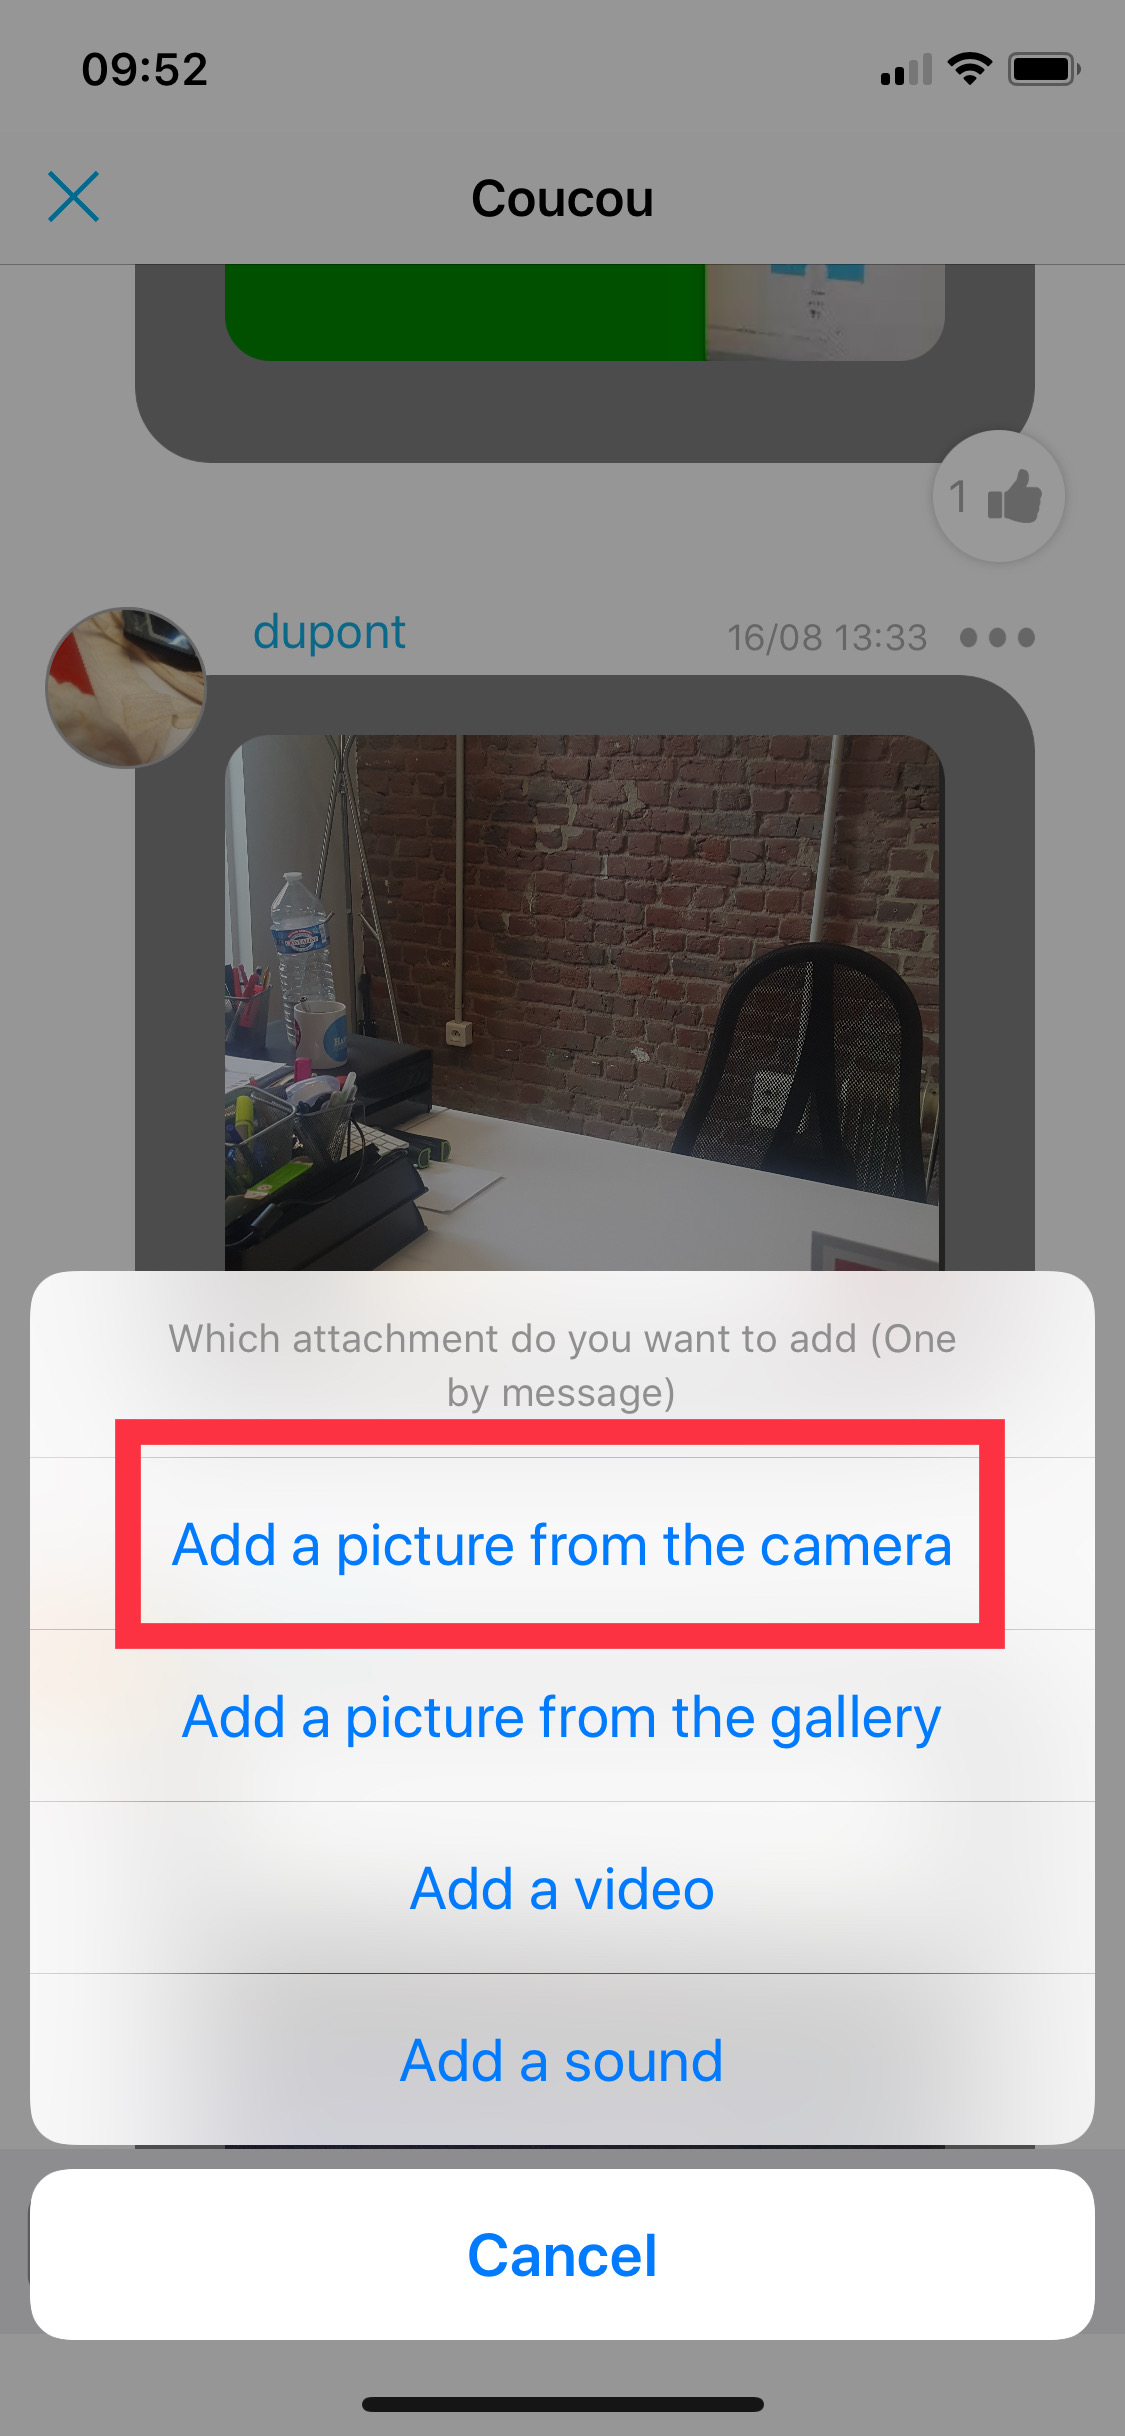 09:52
Coucou
1
dupont
16/08 13:33
Which attachment do you want to add (One
by message)
Add a picture from the camera
Add a picture from the gallery
Add a video
Add a sound
Cancel